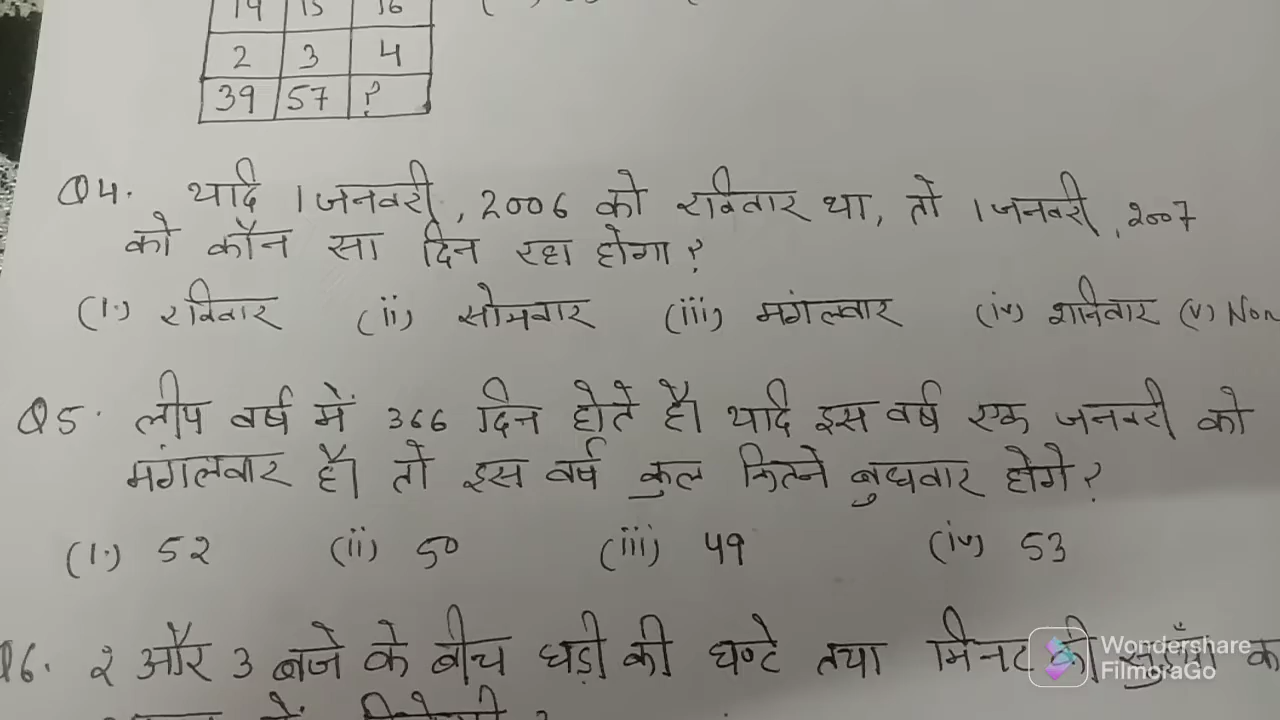 14 15 16
2 3 4
39 57 ?
Q4. यदि 1 जनवरी, 2006 को रविवार था, तो 1 जनवरी, 2007
को कौन सा दिन रहा होगा?
(i) रविवार (ii) सोमवार (iii) मंगलवार (iv) शनिवार (v) Non
Q5. लीप वर्ष में 366 दिन होते है। यदि इस वर्ष एक जनवरी को
मंगलवार है। तो इस वर्ष कुल कितने बुधवार होगे?
(i) 52 (ii) 50 (iii) 49 (iv) 53
Q6. २ और 3 बजे के बीच घड़ी की घण्टे तथा मिनट की सुइयाँ क
Wondershare
FilmoraGo